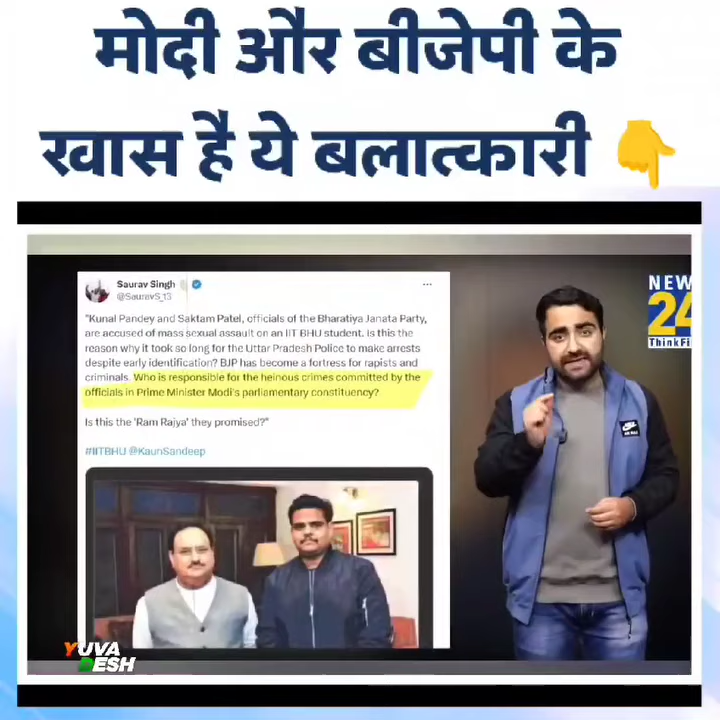 मोदी और बीजेपी के
खास है ये बलात्कारी
NEW
24
ThinkFi
Saurav Singh
@SauravS_13
"Kunal Pandey and Saktam Patel, officials of the Bharatiya Janata Party,
are accused of mass sexual assault on an IIT BHU student. Is this the
reason why it took so long for the Uttar Pradesh Police to make arrests
despite early identification? BJP has become a fortress for rapists and
criminals. Who is responsible for the heinous crimes committed by the
officials in Prime Minister Modi's parliamentary constituency?
Is this the 'Ram Rajya' they promised?"
#IITBHU @KaunSandeep
YUVA
DESH